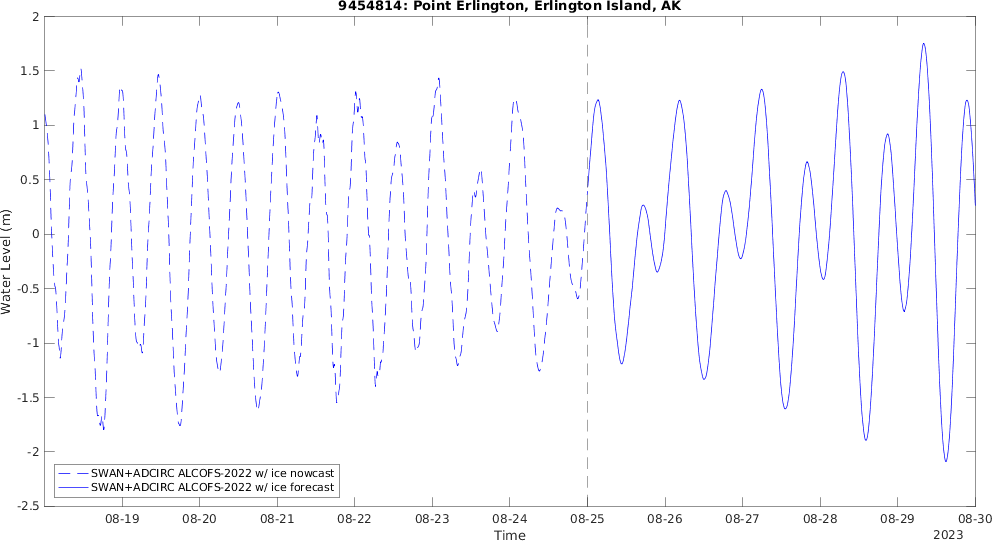 9454814: Point Erlington, Erlington Island, AK
2
1.5
1
0.5
0
-0.5
-1
-1.5
-2
-2.5
Water Level (m)
SWAN+ADCIRC ALCOFS-2022 w/ ice nowcast
SWAN+ADCIRC ALCOFS-2022 w/ ice forecast
08-19 08-20 08-21 08-22 08-23 08-24 08-25 08-26 08-27 08-28 08-29 08-30
Time
2023